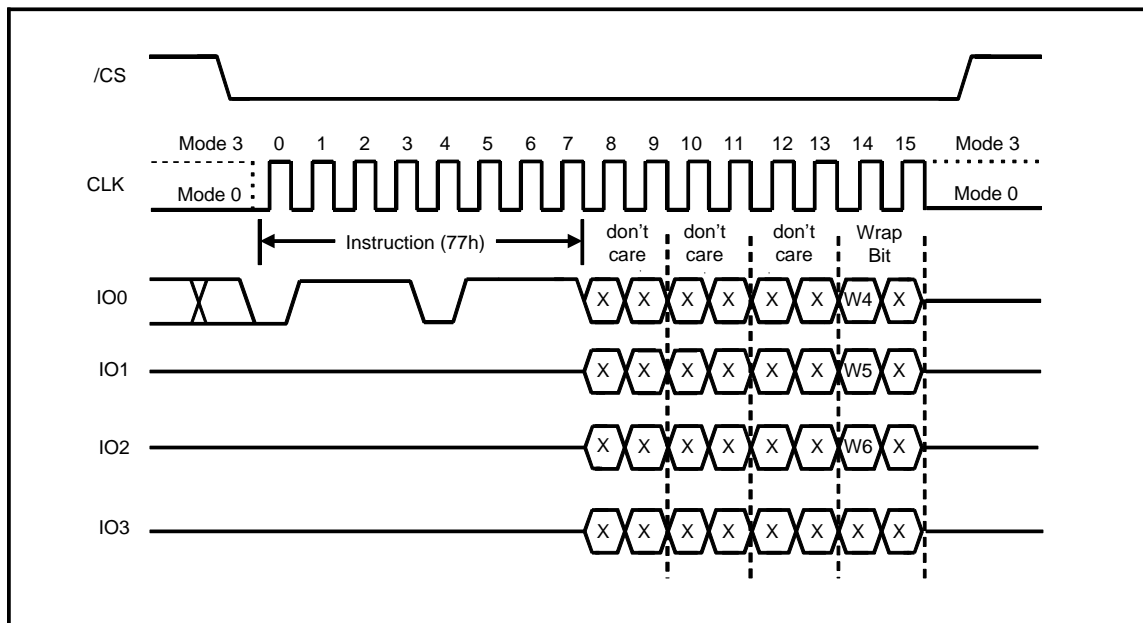 /CS
Mode 3 0 1 2 3 4 5 6 7 8 9 10 11 12 13 14 15 Mode 3
CLK
Mode 0 Mode 0
Instruction (77h)
don't care don't care don't care Wrap Bit
IO0 X X X X X X W4 X
IO1 X X X X X X W5 X
IO2 X X X X X X W6 X
IO3 X X X X X X X X